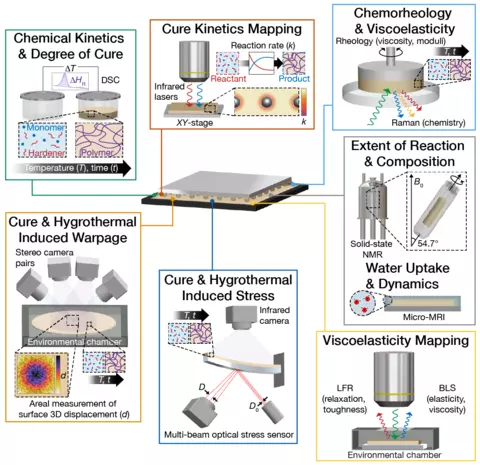 Chemical Kinetics
& Degree of Cure
ΔT
ΔHn
DSC
Monomer
Hardener
Polymer
Temperature (T), time (t)
Cure Kinetics Mapping
Reaction rate (k)
Reactant
Product
Infrared
lasers
XY-stage
k
Chemorheology
& Viscoelasticity
Rheology (viscosity, moduli)
T, t
Raman (chemistry)
Extent of Reaction
& Composition
B0
54.7°
Solid-state
NMR
Water Uptake
& Dynamics
Micro-MRI
Cure & Hygrothermal
Induced Warpage
Stereo camera
pairs
Environmental chamber
d
T, t
Areal measurement of
surface 3D displacement (d)
Cure & Hygrothermal
Induced Stress
T, t
Infrared
camera
D
D0
Multi-beam optical stress sensor
Viscoelasticity Mapping
LFR
(relaxation,
toughness)
BLS
(elasticity,
viscosity)
Environmental chamber